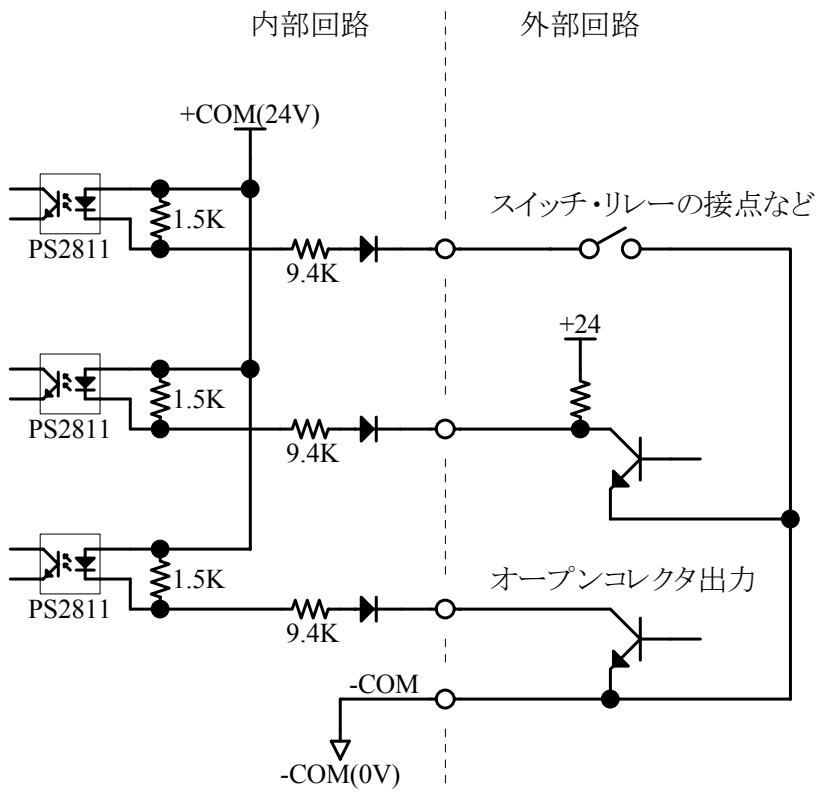 内部回路
外部回路
+COM(24V)
スイッチ・リレーの接点など
1.5K
PS2811
9.4K
+24
1.5K
PS2811
9.4K
オープンコレクタ出力
1.5K
PS2811
9.4K
-COM
-COM(0V)